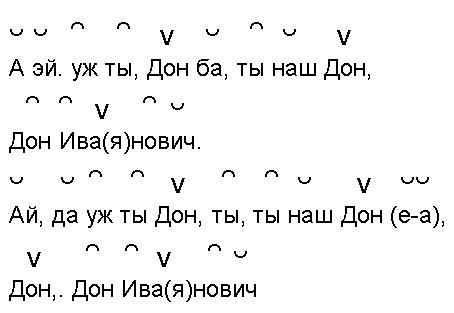 А эй. уж ты, Дон ба, ты наш Дон,
Дон Ива(я)нович.
Ай, да уж ты Дон, ты, ты наш Дон (е-а),
Дон,. Дон Ива(я)нович